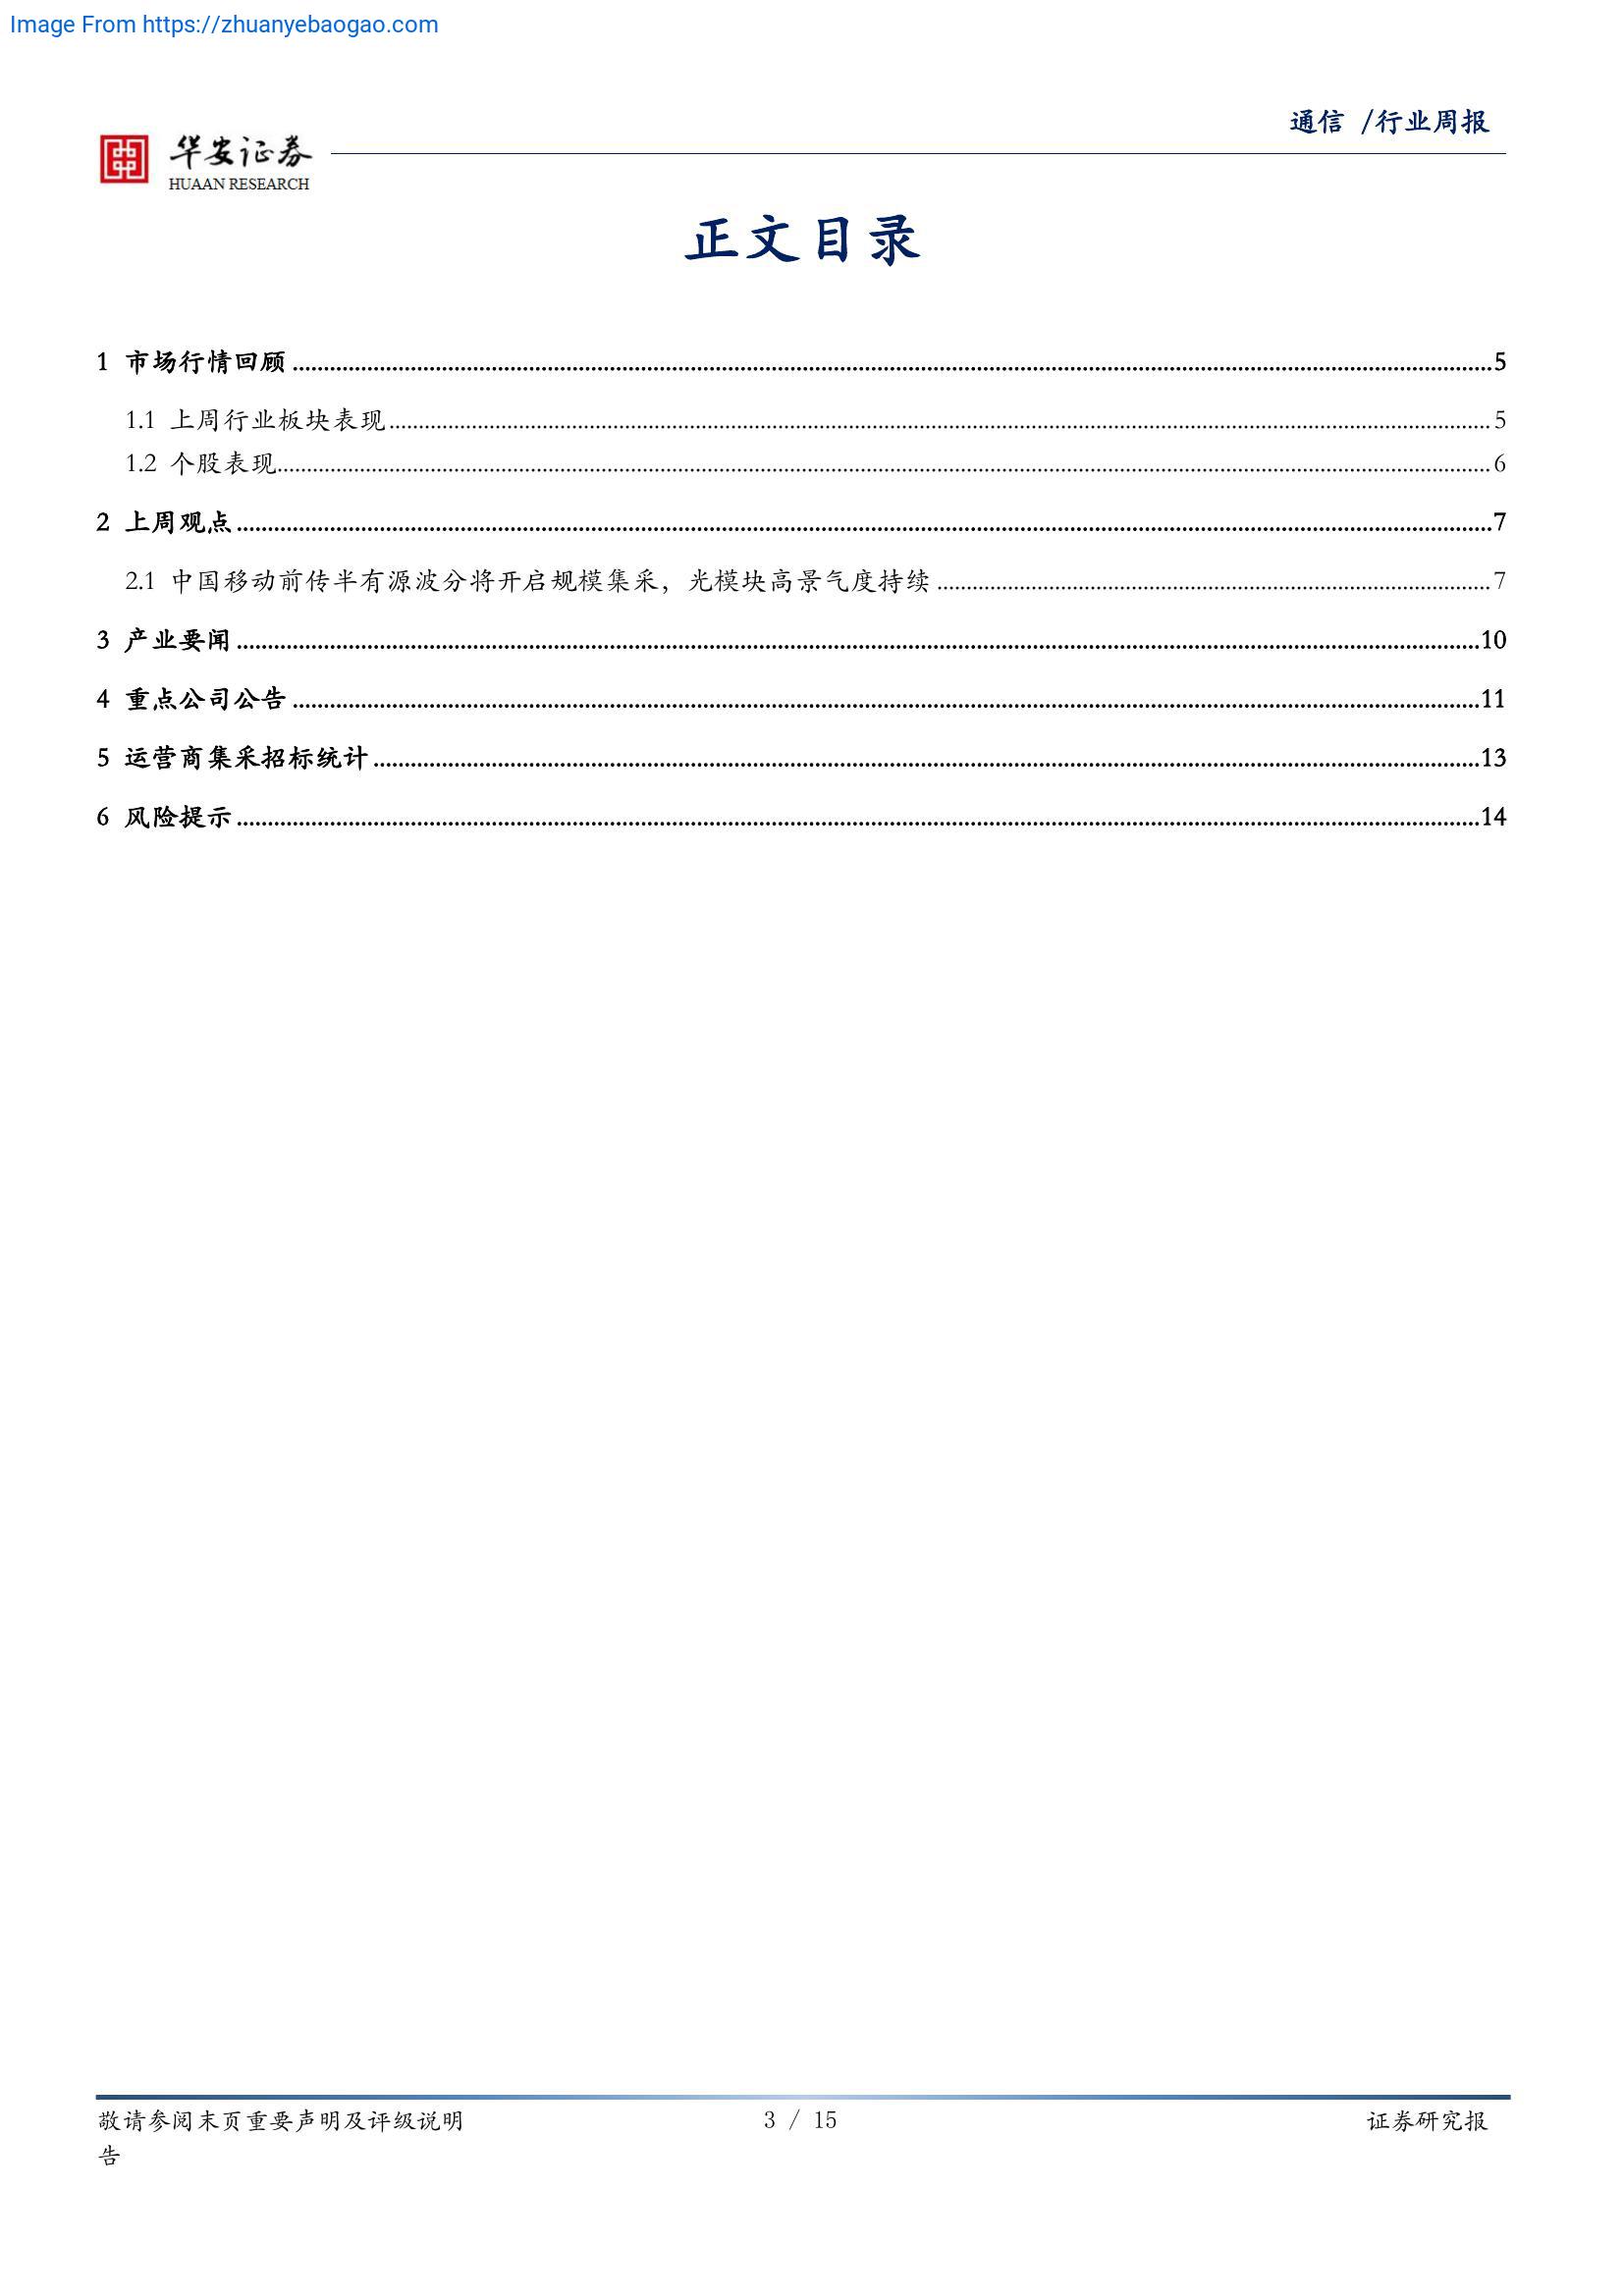 Image From https://zhuanyebaogao.com
通信 /行业周报
华安证券
HUAAN RESEARCH
正文目录
1 市场行情回顾 5
1.1 上周行业板块表现 5
1.2 个股表现 6
2 上周观点 7
2.1 中国移动前传半有源波分将开启规模集采，光模块高景气度持续 7
3 产业要闻 10
4 重点公司公告 11
5 运营商集采招标统计 13
6 风险提示 14
敬请参阅末页重要声明及评级说明 3 / 15 证券研究报
告